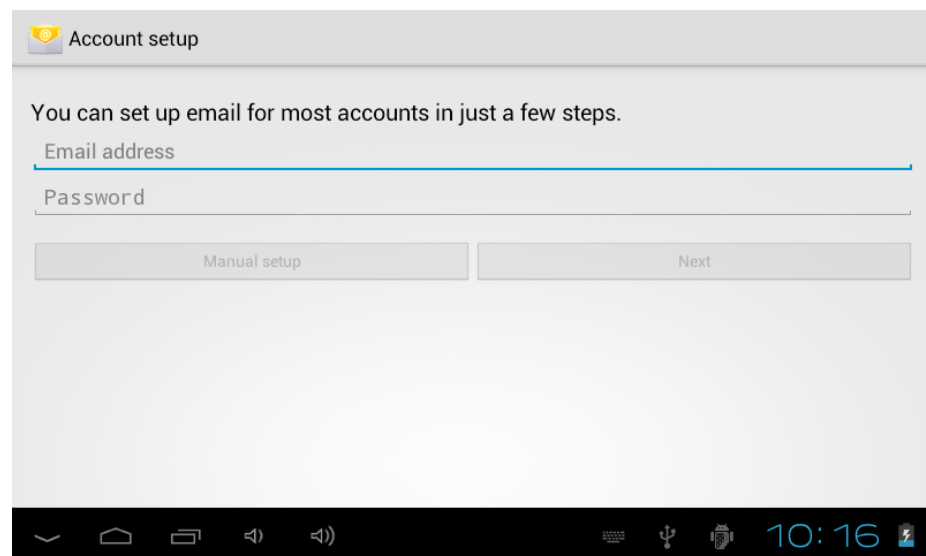 Account setup
You can set up email for most accounts in just a few steps.
Email address
Password
Manual setup Next
10:16